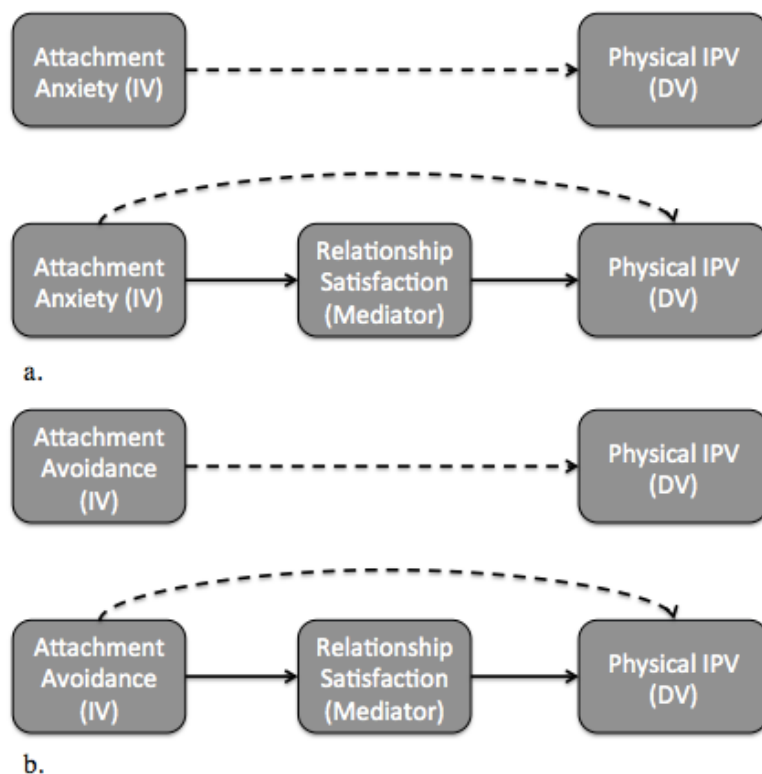 Attachment
Anxiety (IV)
Physical IPV
(DV)
Attachment
Anxiety (IV)
Relationship
Satisfaction
(Mediator)
Physical IPV
(DV)
a.
Attachment
Avoidance
(IV)
Physical IPV
(DV)
Attachment
Avoidance
(IV)
Relationship
Satisfaction
(Mediator)
Physical IPV
(DV)
b.